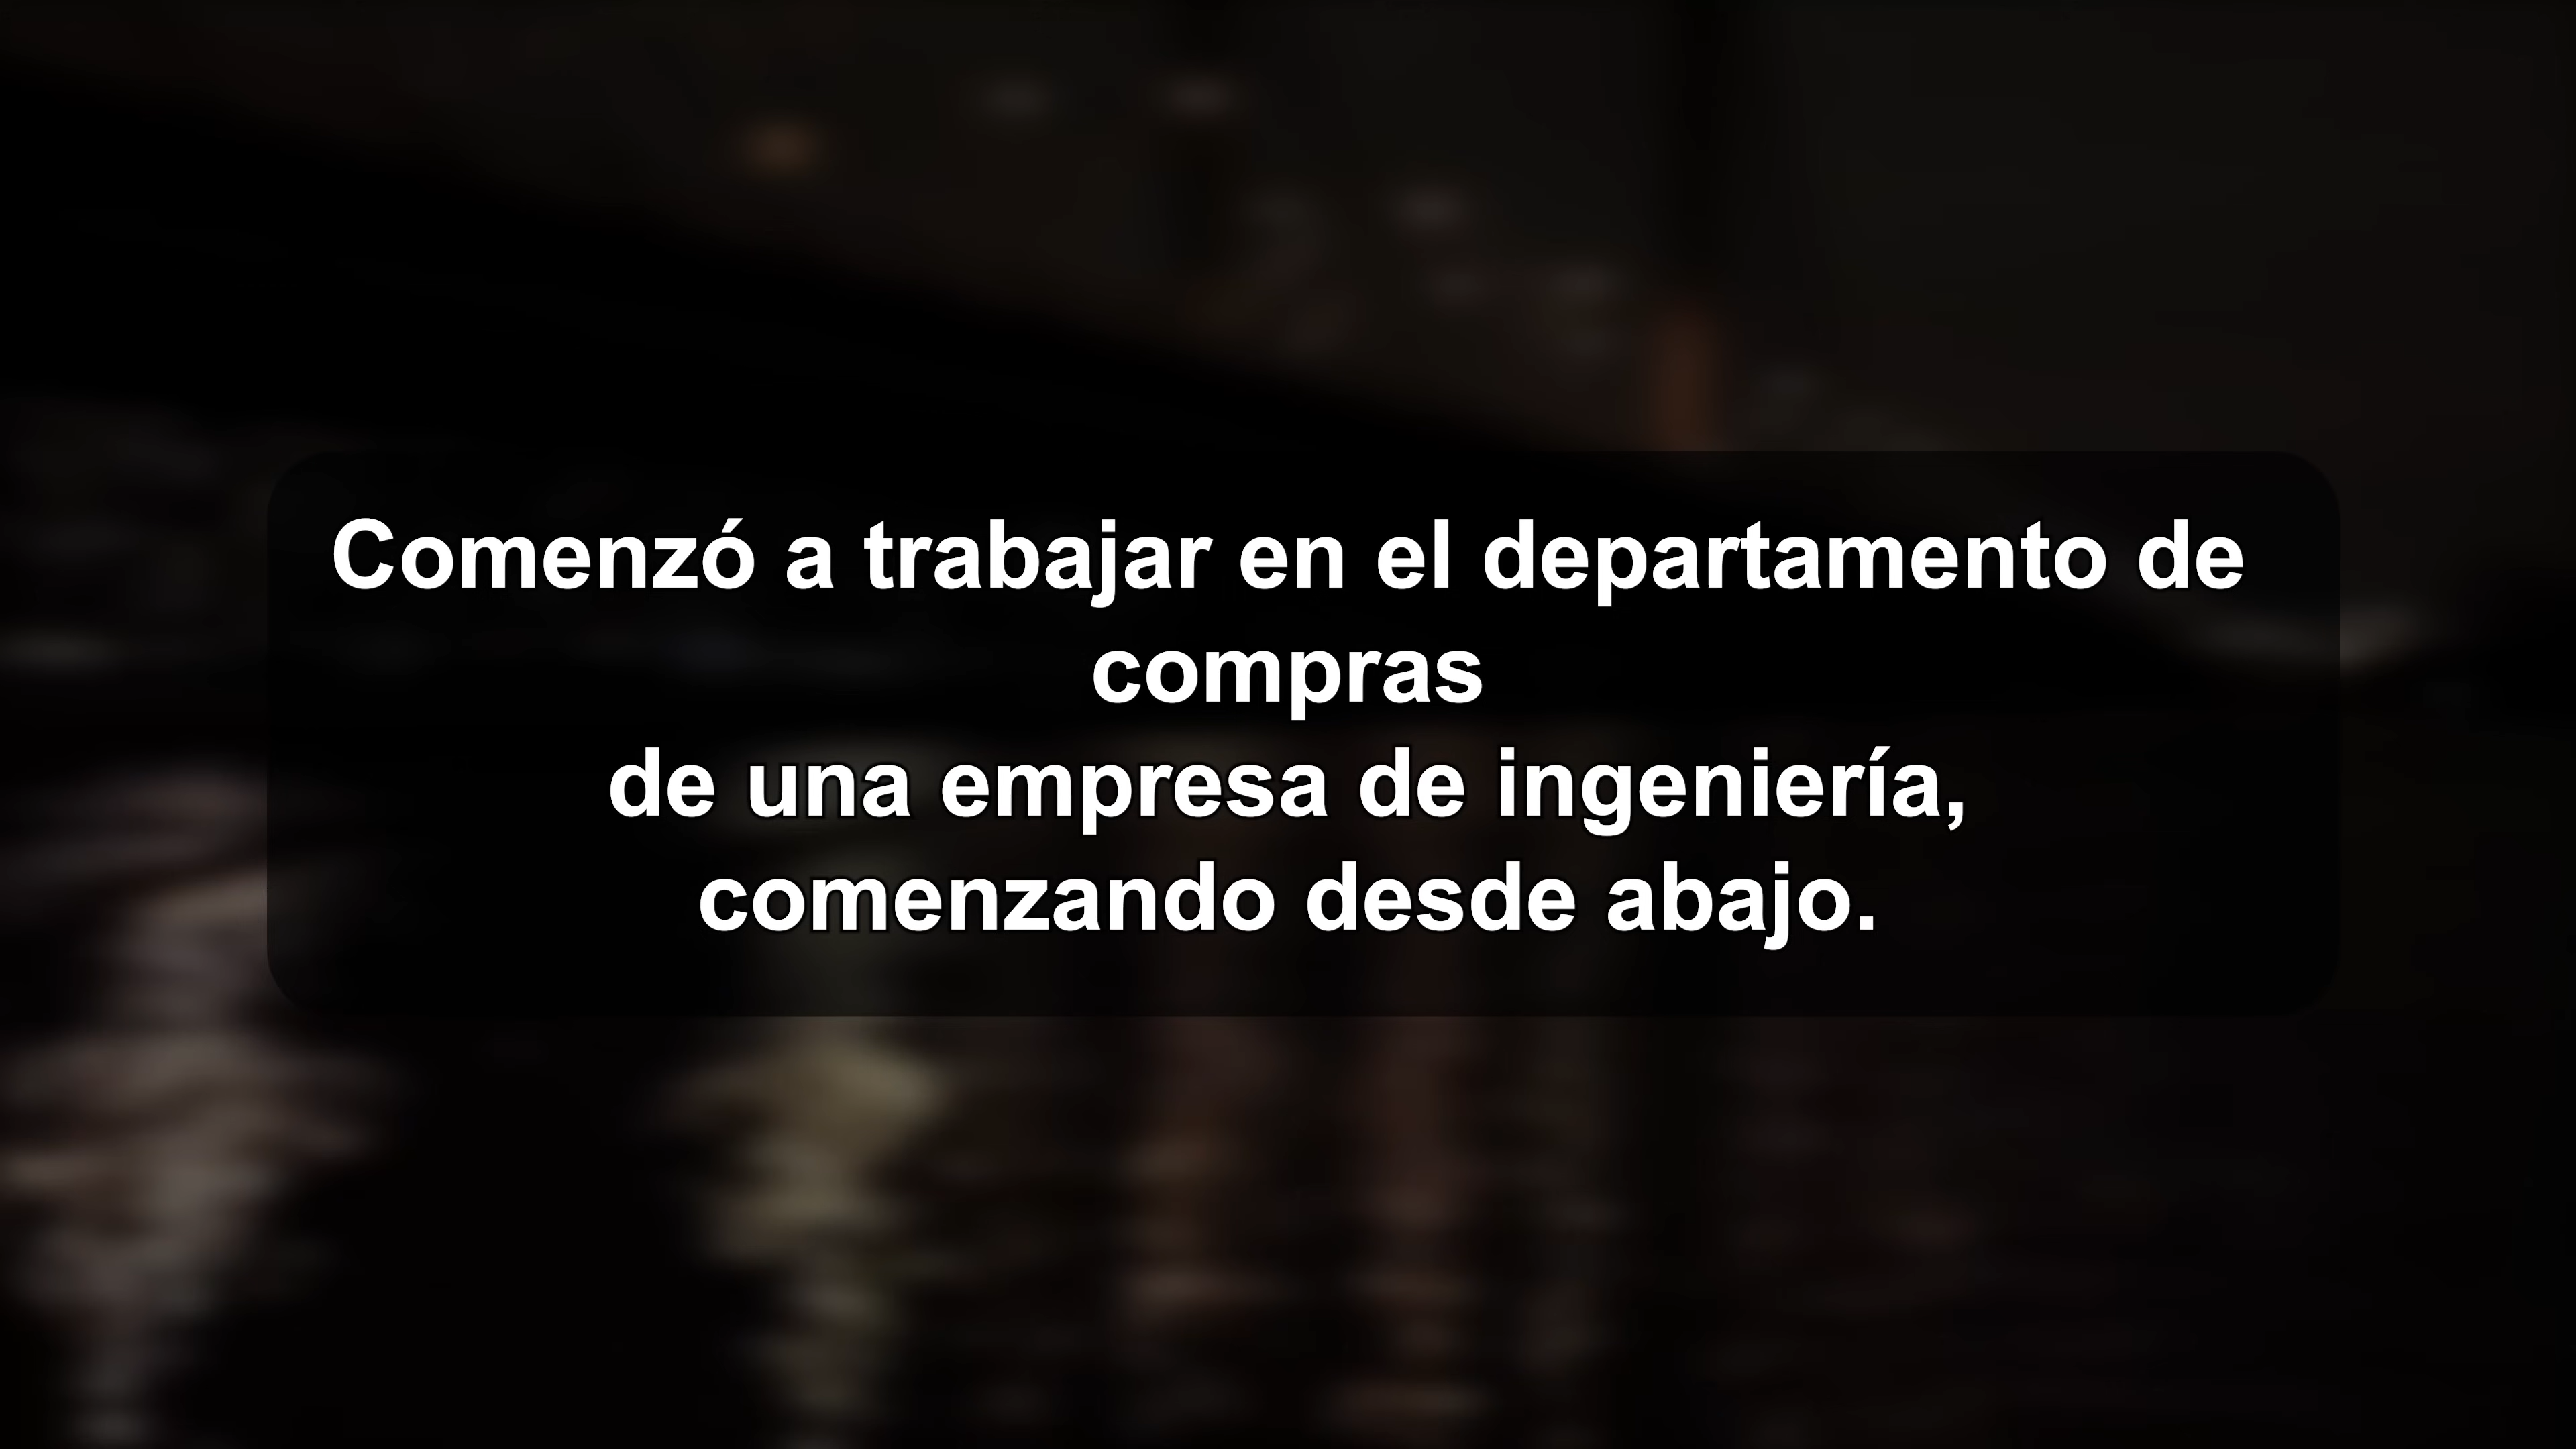 Comenzó a trabajar en el departamento de
compras
de una empresa de ingeniería,
comenzando desde abajo.